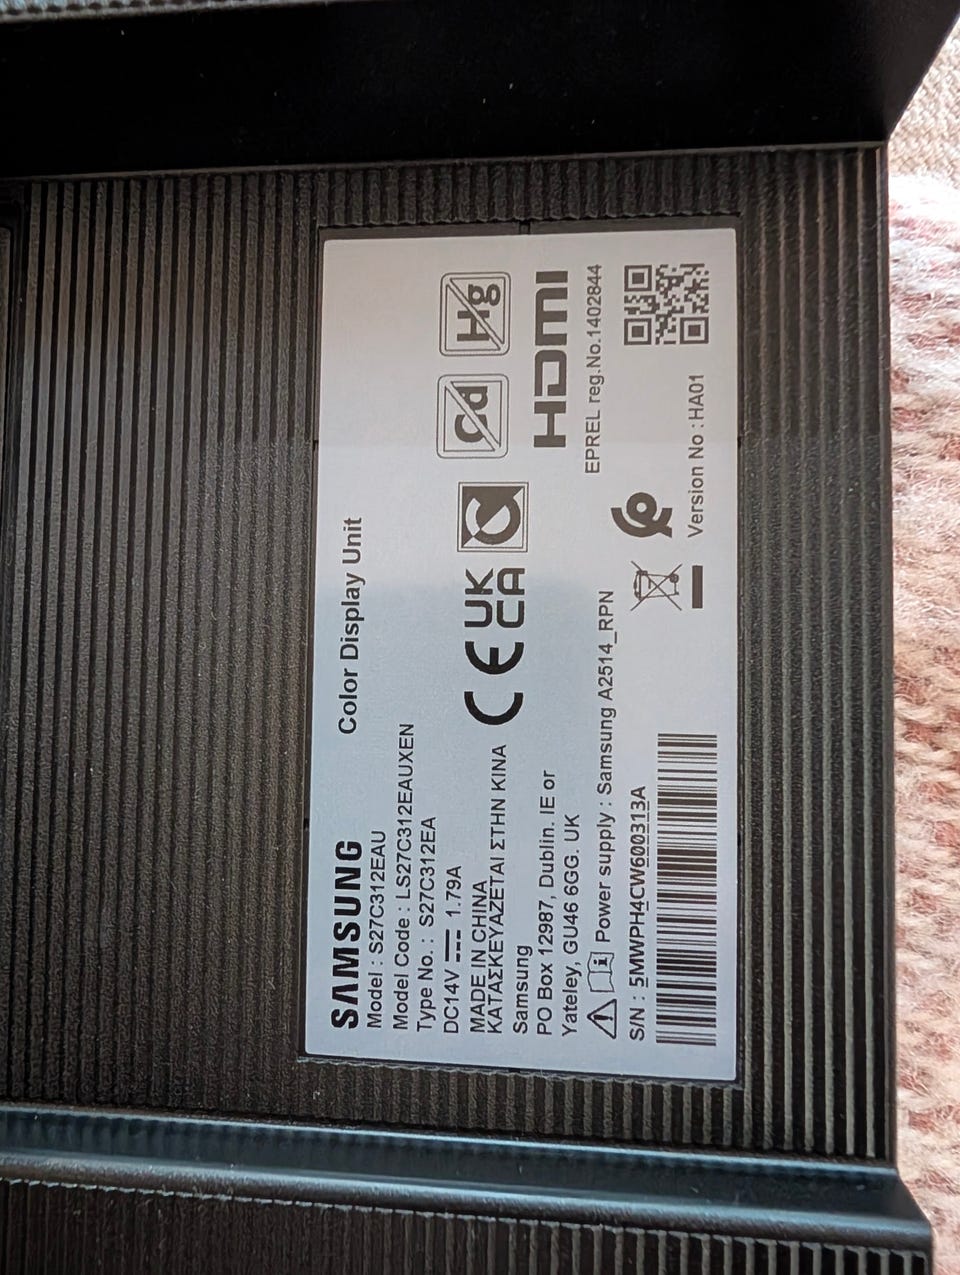 SAMSUNG
Color Display Unit
Model : S27C312EAU
Model Code : LS27C312EAUXEN
Type No. : S27C312EA
DC14V 1.79A
MADE IN CHINA
ΚΑΤΑΣΚΕΥΑΖΕΤΑΙ ΣΤΗΝ ΚΙΝΑ
CE UK CA
Cd Hg
HDMI
Samsung
PO Box 12987, Dublin. IE or
Yateley, GU46 6GG. UK
EPREL reg.No.1402844
Power supply : Samsung A2514_RPN
S/N : 5MWPH4CW600313A
Version No : HA01